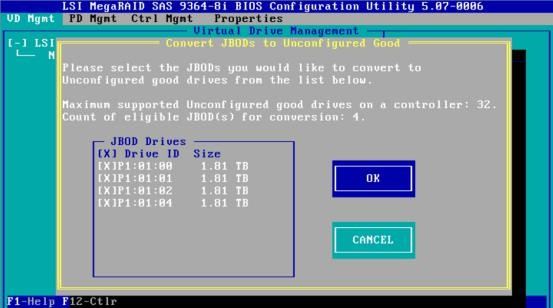 LSI MegaRAID SAS 9364-8i BIOS Configuration Utility 5.07-0006
VD Mgmt PD Mgmt Ctrl Mgmt Properties
Virtual Drive Management
[-] LSI
N
Convert JBODs to Unconfigured Good
Please select the JBODs you would like to convert to
Unconfigured good drives from the list below.
Maximum supported Unconfigured good drives on a controller: 32.
Count of eligible JBOD(s) for conversion: 4.
JBOD Drives
[X] Drive ID Size
[X]P1:01:00 1.81 TB
[X]P1:01:01 1.81 TB
[X]P1:01:02 1.81 TB
[X]P1:01:04 1.81 TB
OK
CANCEL
F1-Help F12-Ctlr